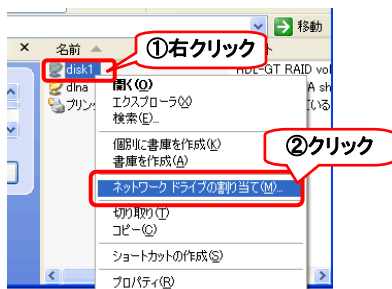 移動
名前
①右クリック
disk1
HDL-GT RAID vol
dlna
プリン
開く(O)
エクスプローラ(X)
検索(E)...
個別に書庫を作成(K)
書庫を作成(A)
②クリック
ネットワーク ドライブの割り当て(M)...
切り取り(T)
コピー(C)
ショートカットの作成(S)
プロパティ(R)